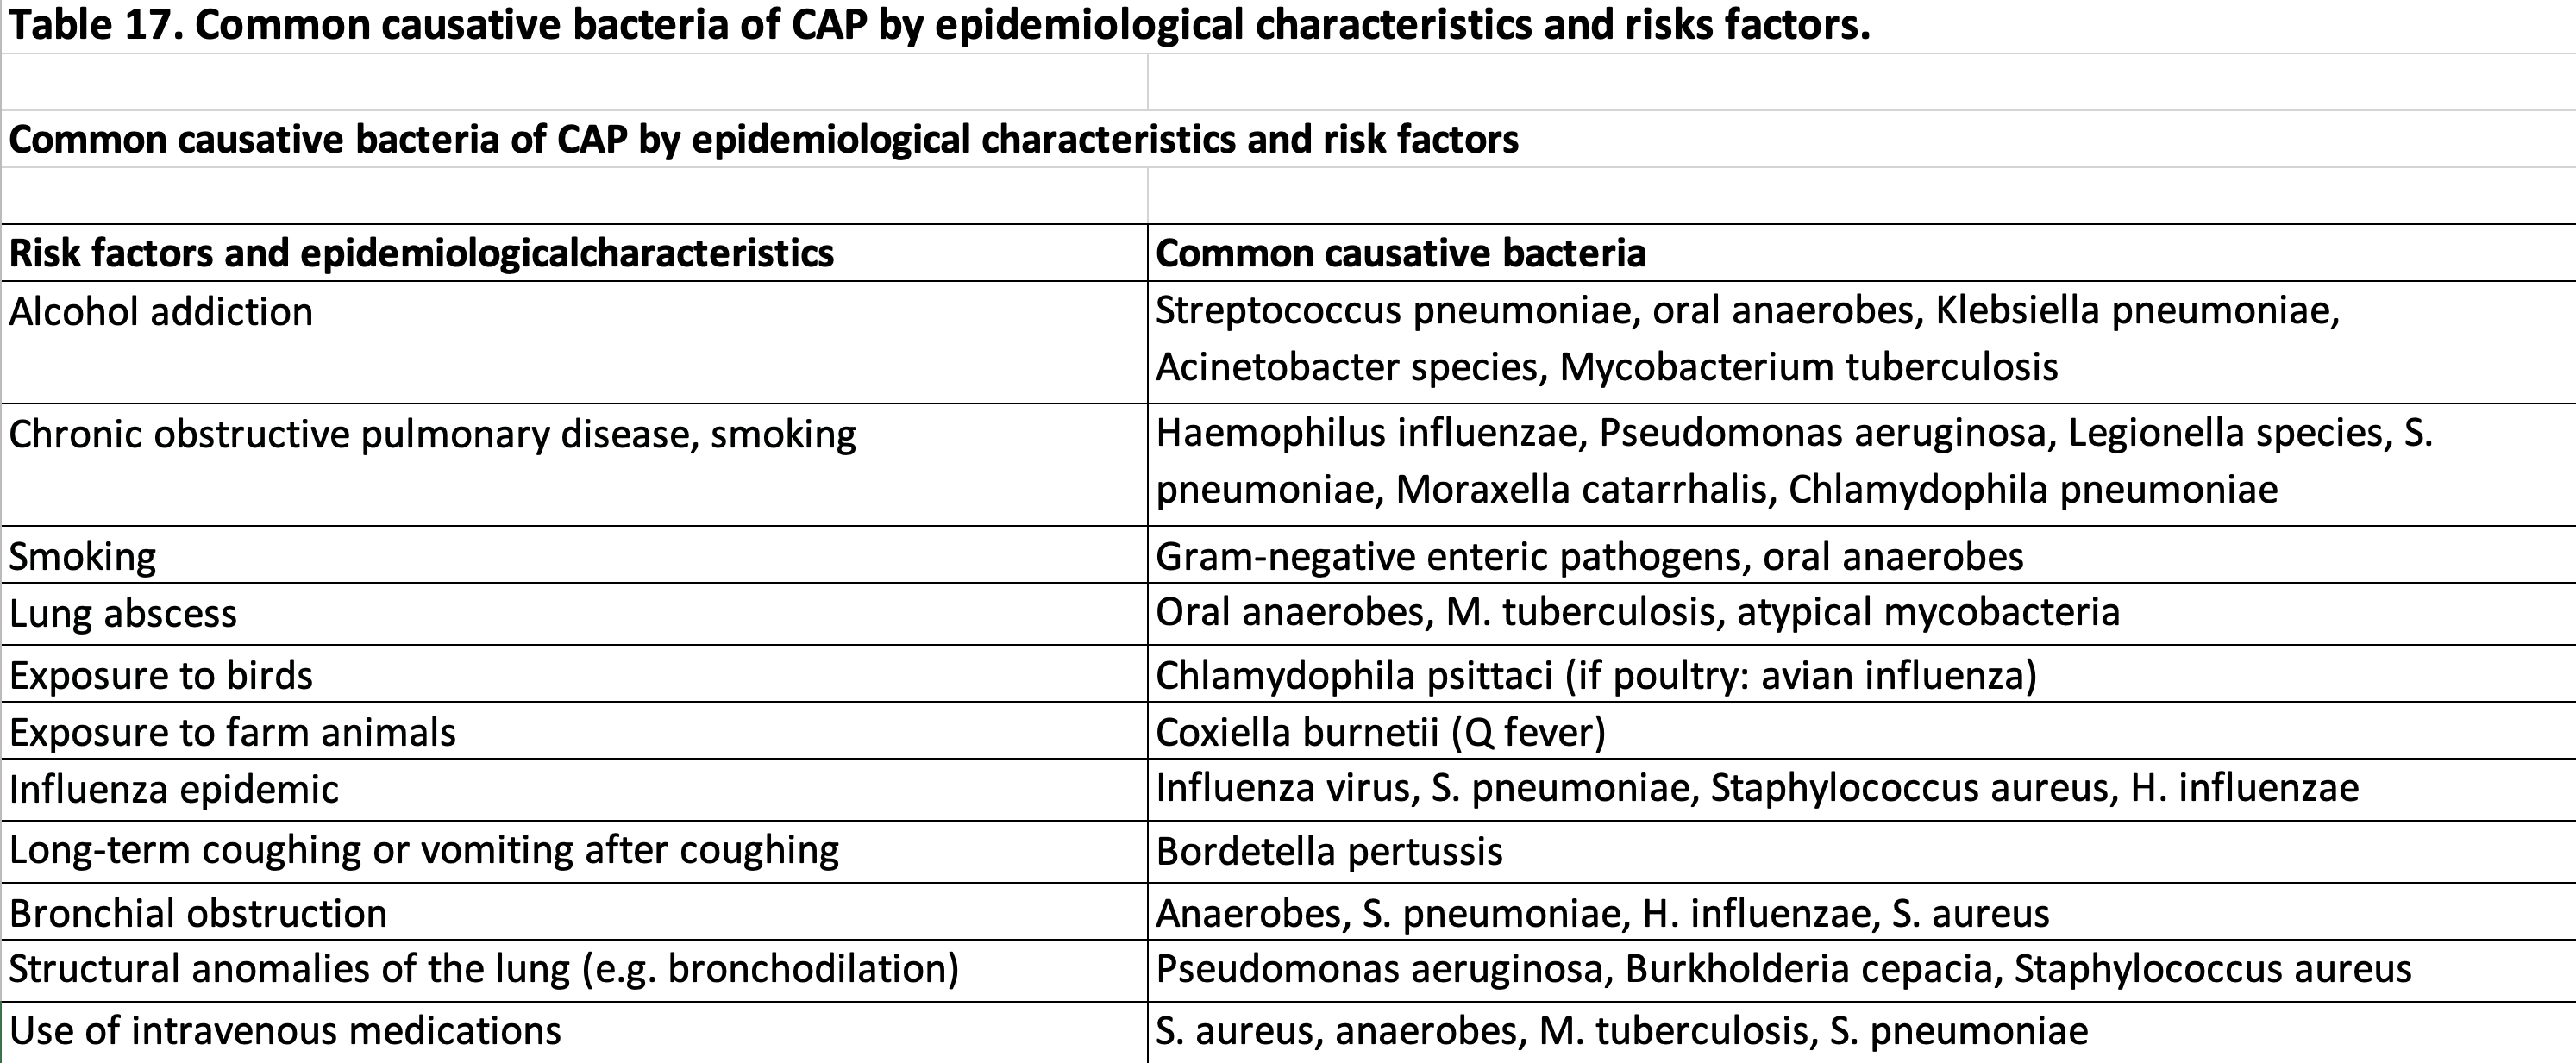 Table 17. Common causative bacteria of CAP by epidemiological characteristics and risks factors.
Common causative bacteria of CAP by epidemiological characteristics and risk factors
Risk factors and epidemiologicalcharacteristics
Common causative bacteria
Alcohol addiction
Streptococcus pneumoniae, oral anaerobes, Klebsiella pneumoniae,
Acinetobacter species, Mycobacterium tuberculosis
Chronic obstructive pulmonary disease, smoking
Haemophilus influenzae, Pseudomonas aeruginosa, Legionella species, S.
pneumoniae, Moraxella catarrhalis, Chlamydophila pneumoniae
Smoking
Gram-negative enteric pathogens, oral anaerobes
Lung abscess
Oral anaerobes, M. tuberculosis, atypical mycobacteria
Exposure to birds
Chlamydophila psittaci (if poultry: avian influenza)
Exposure to farm animals
Coxiella burnetii (Q fever)
Influenza epidemic
Influenza virus, S. pneumoniae, Staphylococcus aureus, H. influenzae
Long-term coughing or vomiting after coughing
Bordetella pertussis
Bronchial obstruction
Anaerobes, S. pneumoniae, H. influenzae, S. aureus
Structural anomalies of the lung (e.g. bronchodilation)
Pseudomonas aeruginosa, Burkholderia cepacia, Staphylococcus aureus
Use of intravenous medications
S. aureus, anaerobes, M. tuberculosis, S. pneumoniae